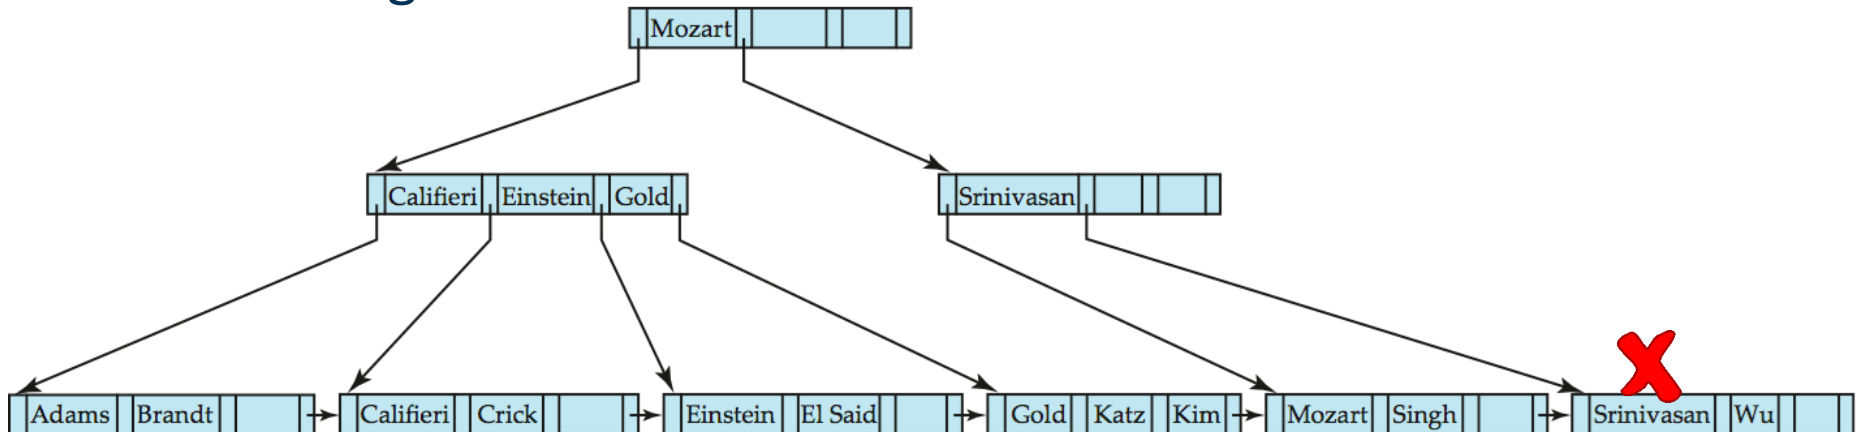 Mozart
Califieri Einstein Gold Srinivasan
Adams Brandt Califieri Crick Einstein El Said Gold Katz Kim Mozart Singh Srinivasan Wu